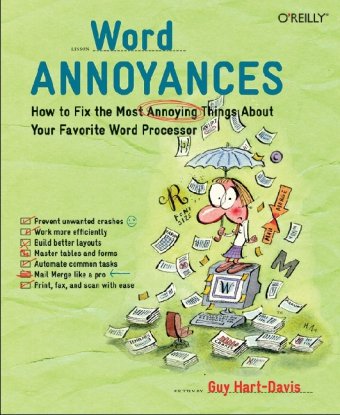 O'REILLY®
LESSON Word
ANNOYANCES
How to Fix the Most Annoying Things About
Your Favorite Word Processor
Prevent unwanted crashes
Work more efficiently
Build better layouts
Master tables and forms
Automate common tasks
Mail Merge like a pro
Print, fax, and scan with ease
R
M
W
Guy Hart-Davis